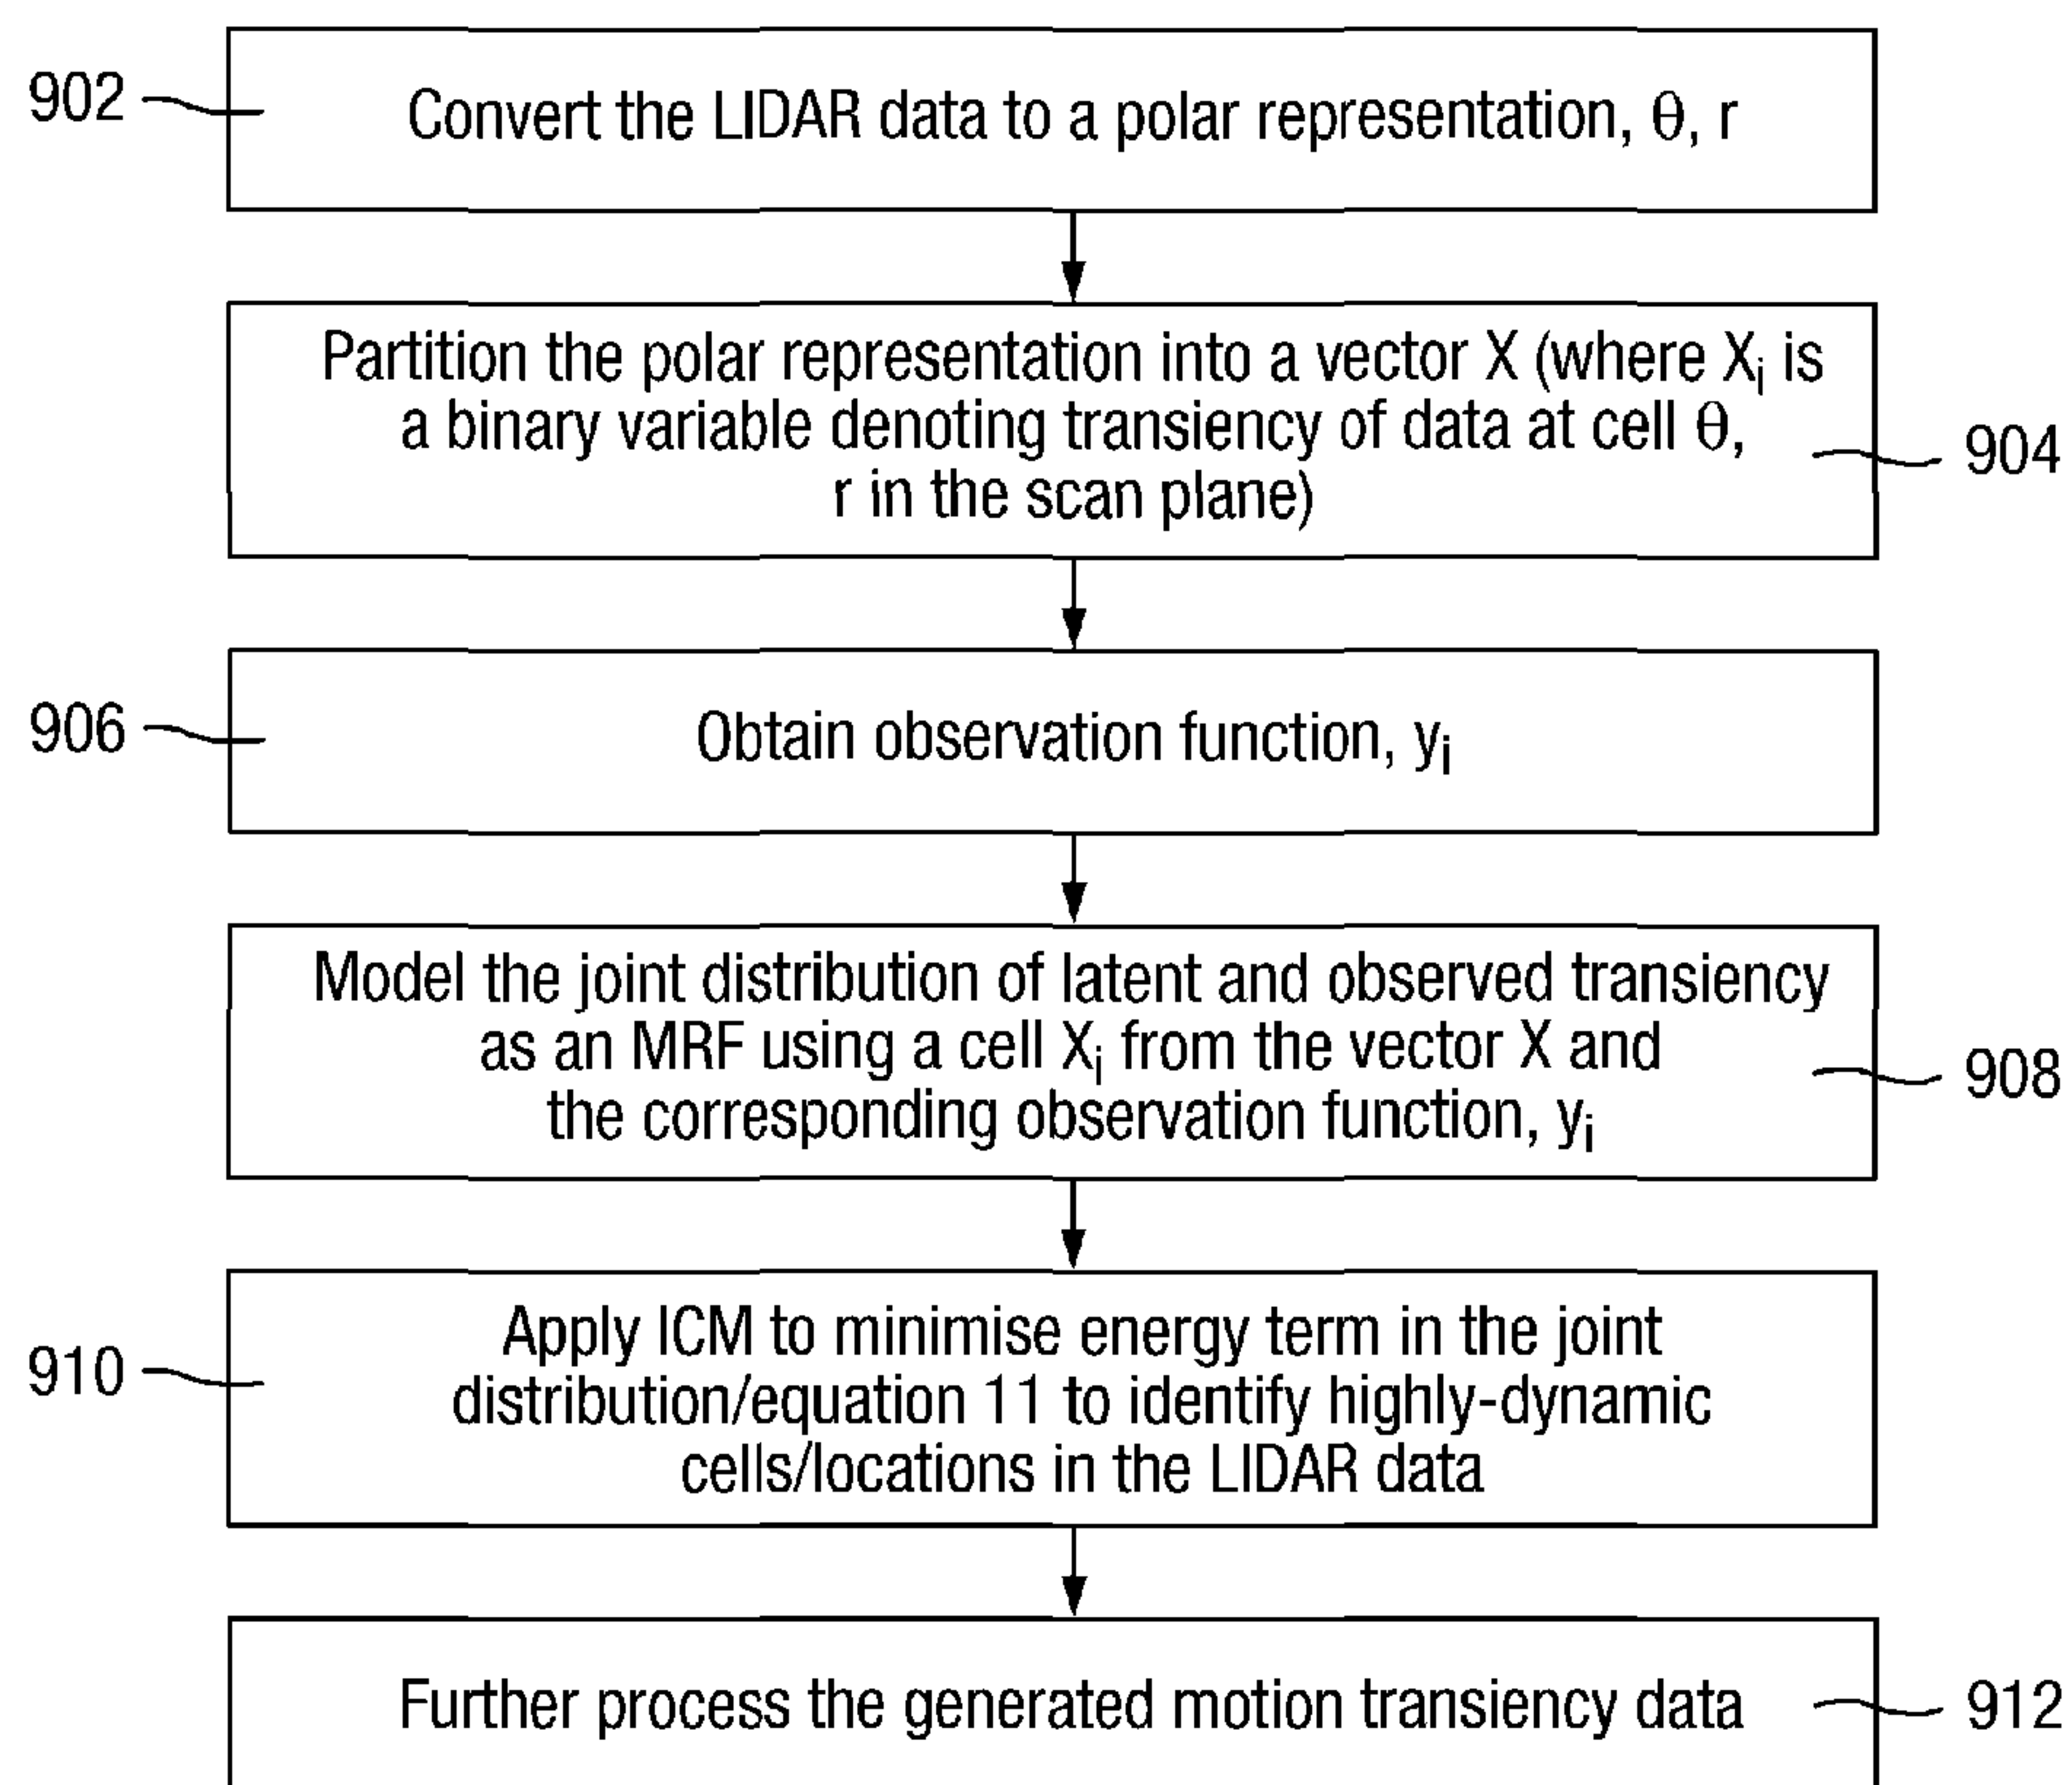 902
Convert the LIDAR data to a polar representation, θ, r
Partition the polar representation into a vector X (where Xᵢ is
a binary variable denoting transiency of data at cell θ,
r in the scan plane)
904
906
Obtain observation function, yᵢ
Model the joint distribution of latent and observed transiency
as an MRF using a cell Xᵢ from the vector X and
the corresponding observation function, yᵢ
908
910
Apply ICM to minimise energy term in the joint
distribution/equation 11 to identify highly-dynamic
cells/locations in the LIDAR data
Further process the generated motion transiency data
912